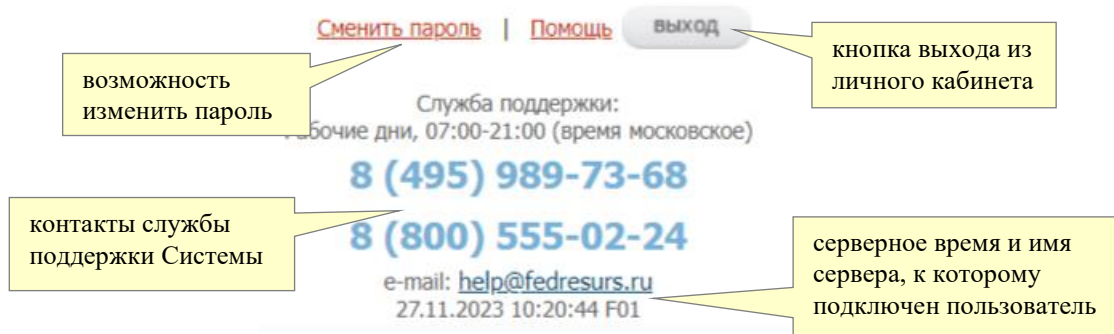 Сменить пароль | Помощь выход
кнопка выхода из
личного кабинета
возможность
изменить пароль
Служба поддержки:
бочие дни, 07:00-21:00 (время московское)
8 (495) 989-73-68
контакты службы
поддержки Системы
8 (800) 555-02-24
серверное время и имя
сервера, к которому
подключен пользователь
e-mail: help@fedresurs.ru
27.11.2023 10:20:44 F01